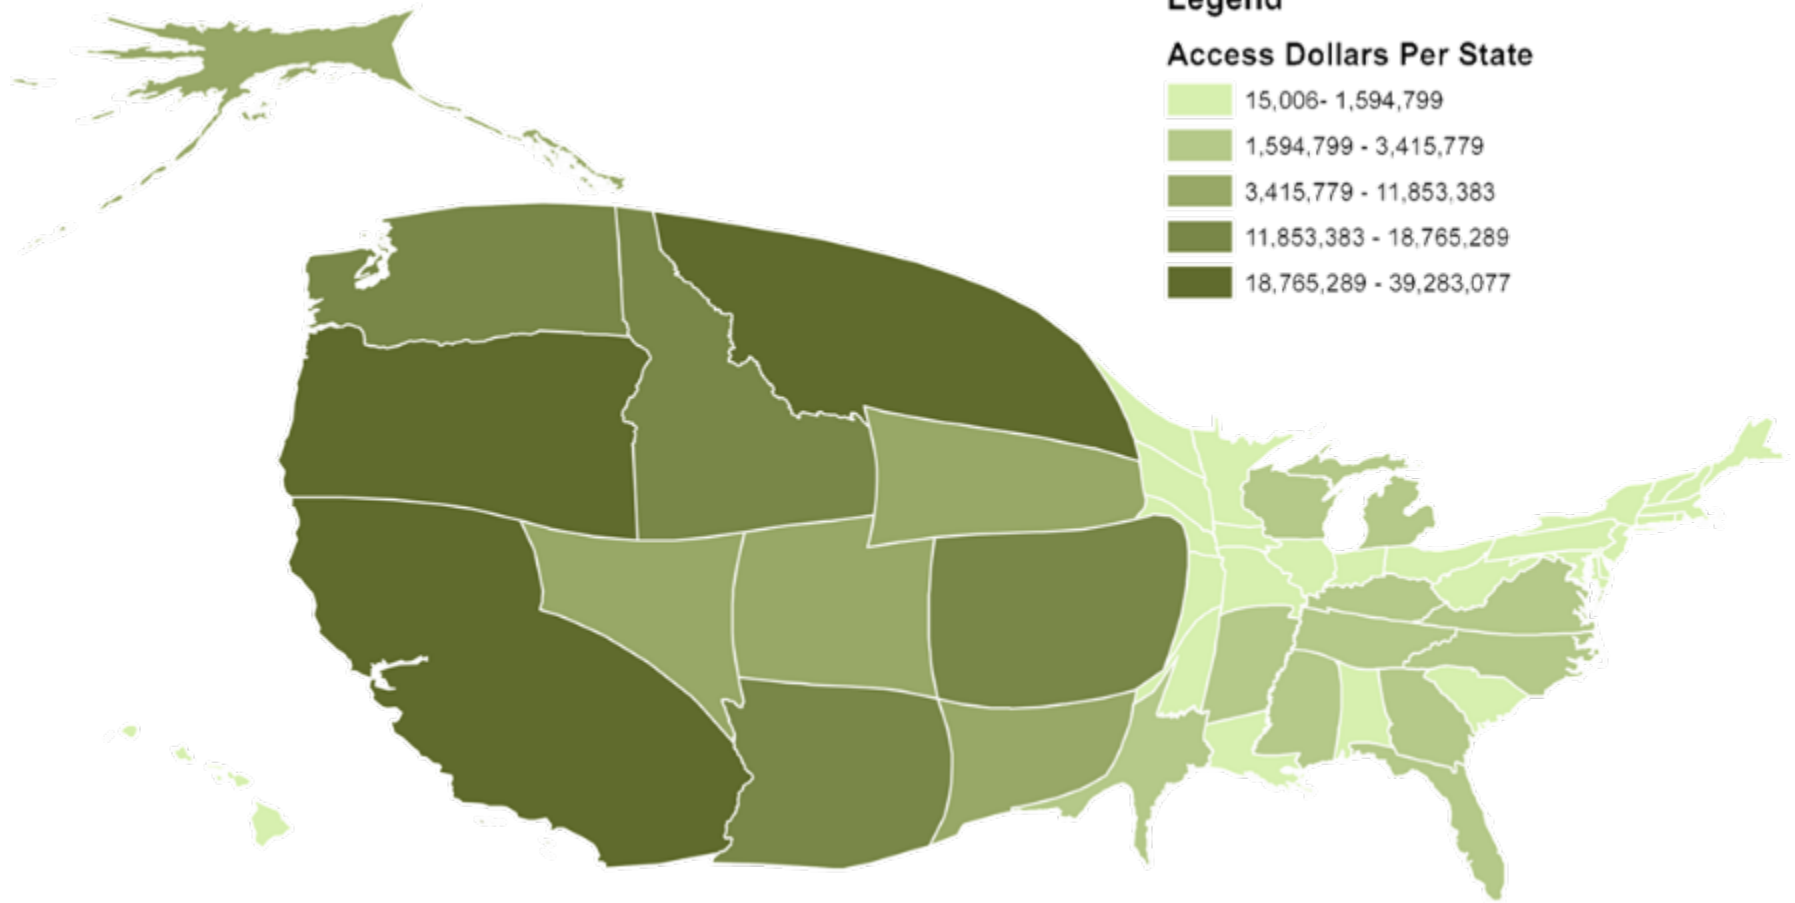 Legend
Access Dollars Per State
15,006- 1,594,799
1,594,799 - 3,415,779
3,415,779 - 11,853,383
11,853,383 - 18,765,289
18,765,289 - 39,283,077